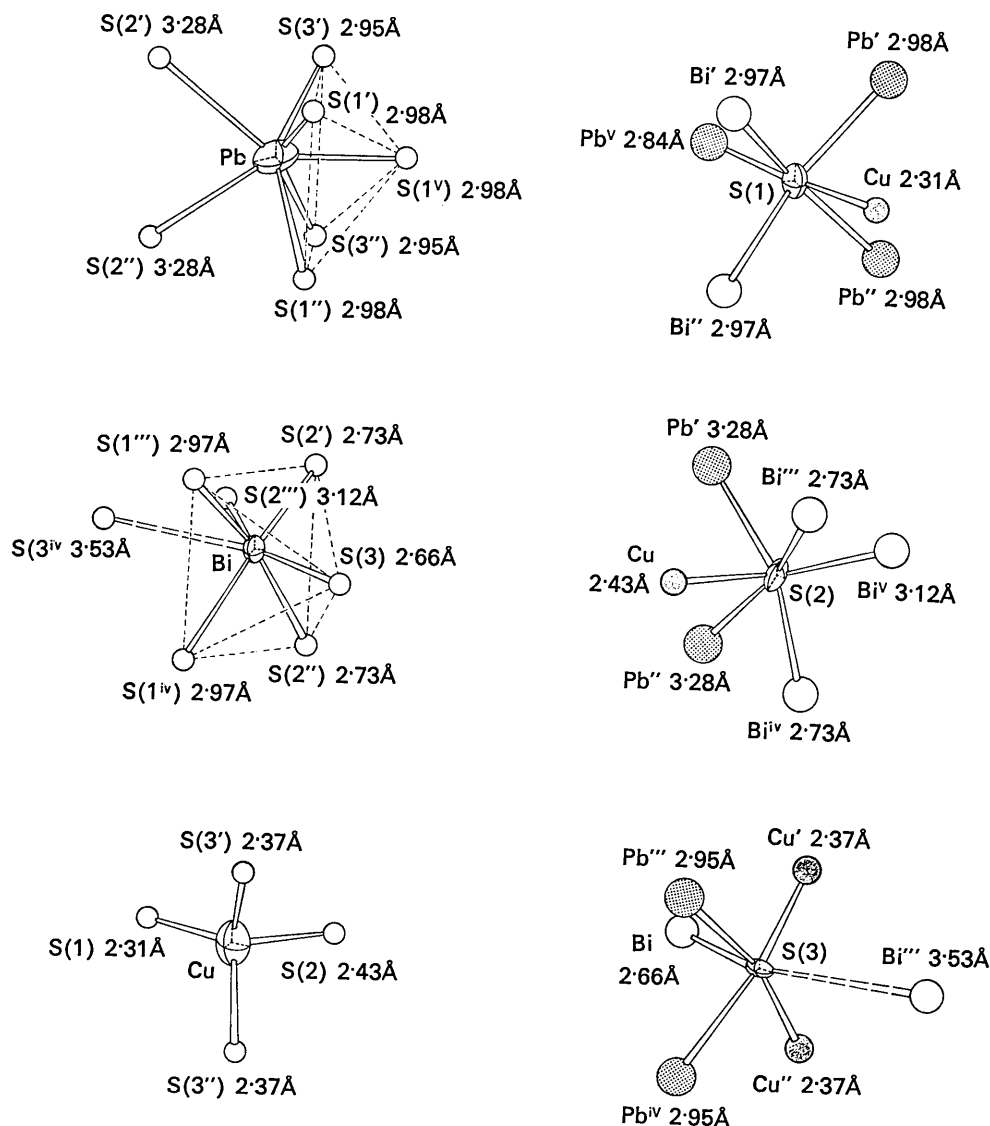 S(2') 3·28Å
S(3') 2·95Å
S(1')
2·98Å
Pb
S(1ᵛ) 2·98Å
S(3'') 2·95Å
S(2'') 3·28Å
S(1'') 2·98Å
Pb' 2·98Å
Bi' 2·97Å
Pbᵛ 2·84Å
S(1)
Cu 2·31Å
Pb'' 2·98Å
Bi'' 2·97Å
S(1''') 2·97Å
S(2') 2·73Å
S(2''') 3·12Å
S(3ⁱᵛ 3·53Å
Bi
S(3) 2·66Å
S(2'') 2·73Å
S(1ⁱᵛ) 2·97Å
Pb' 3·28Å
Bi''' 2·73Å
Cu
2·43Å
S(2)
Biᵛ 3·12Å
Pb'' 3·28Å
Biⁱᵛ 2·73Å
S(3') 2·37Å
S(1) 2·31Å
Cu
S(2) 2·43Å
S(3'') 2·37Å
Cu' 2·37Å
Pb''' 2·95Å
Bi
2·66Å
S(3)
Bi''' 3·53Å
Cu'' 2·37Å
Pbⁱᵛ 2·95Å